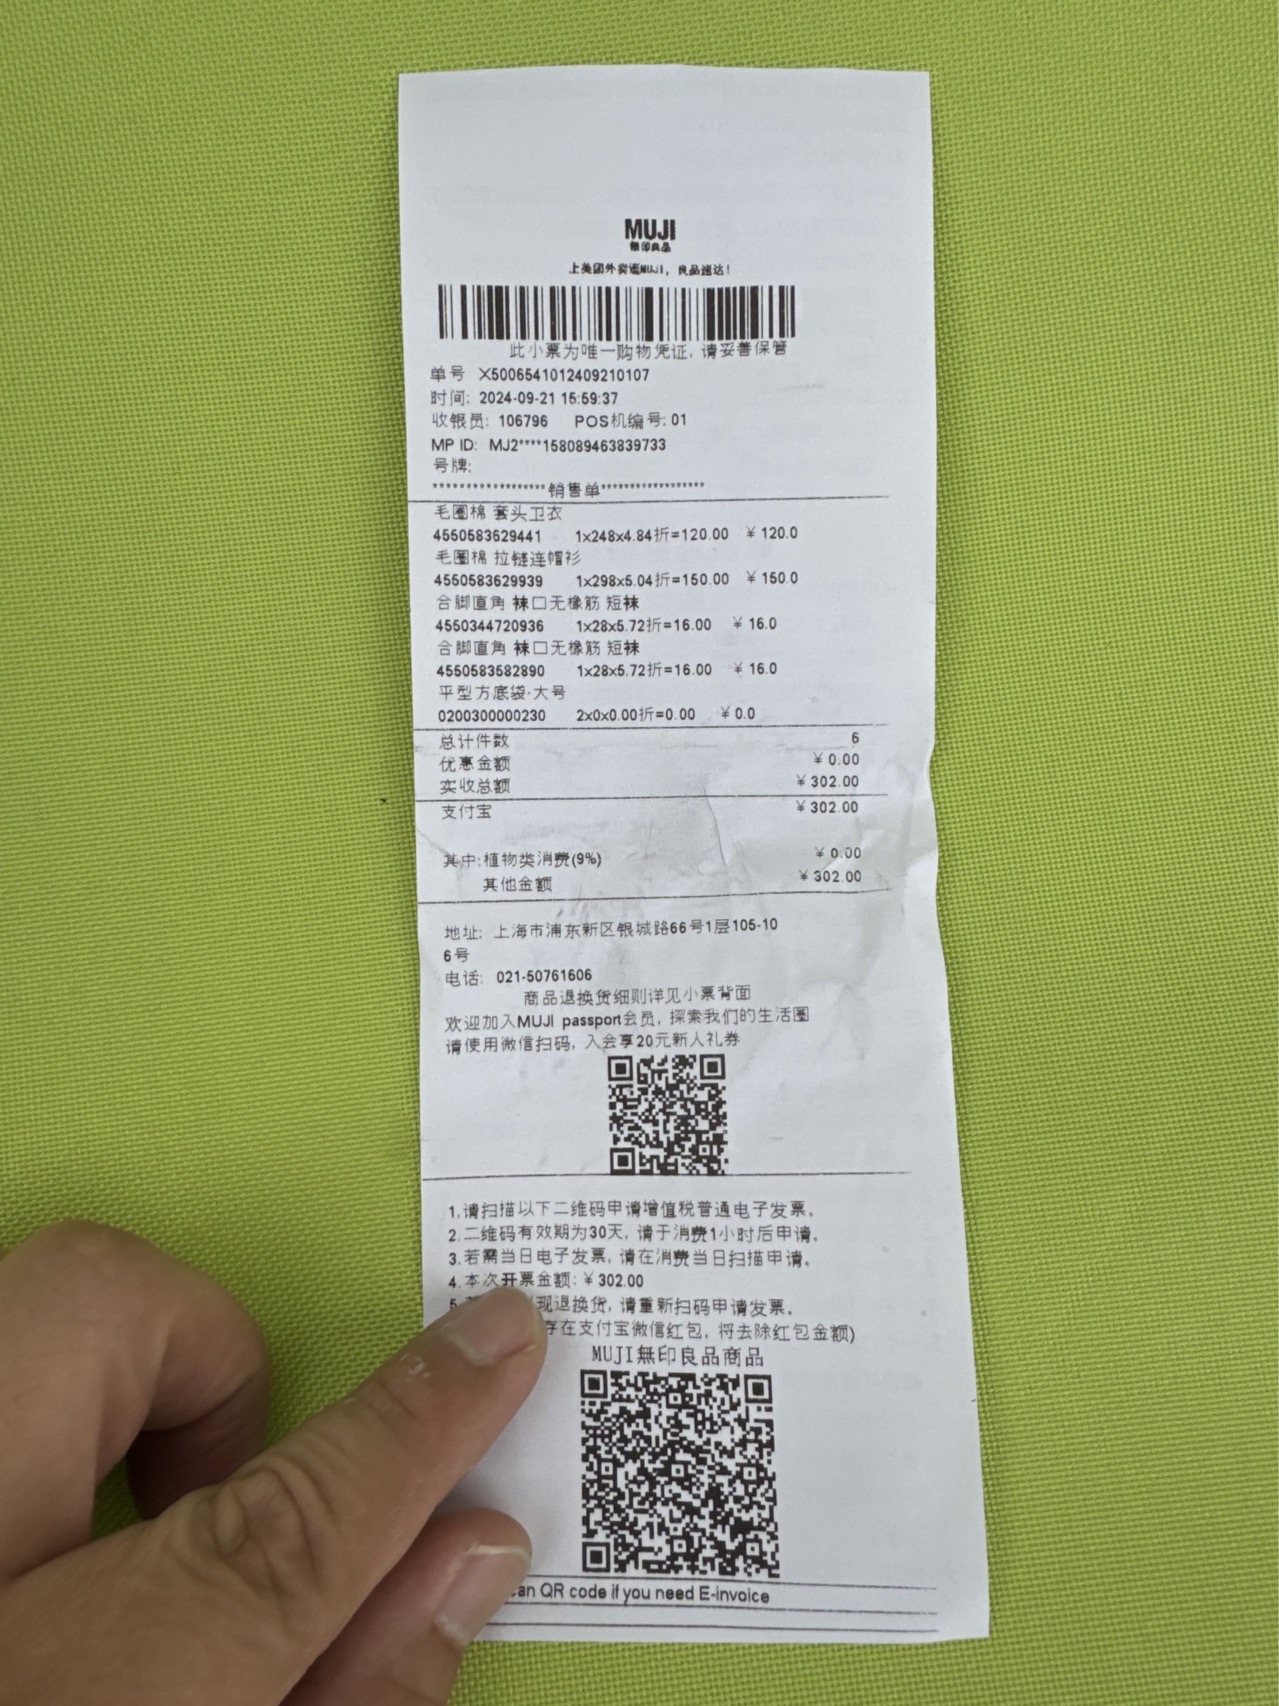 MUJI
無印良品
上美团外卖逛MUJI，良品速达！
此小票为唯一购物凭证，请妥善保管
单号 X5006541012409210107
时间: 2024-09-21 15:59:37
收银员: 106796 POS机编号: 01
MP ID: MJ2****158089463839733
号牌:
******************销售单******************
毛圈棉 套头卫衣
4550583629441 1x248x4.84折=120.00 ￥120.0
毛圈棉 拉链连帽衫
4550583629939 1x298x5.04折=150.00 ￥150.0
合脚直角 袜口无橡筋 短袜
4550344720936 1x28x5.72折=16.00 ￥16.0
合脚直角 袜口无橡筋 短袜
4550583582890 1x28x5.72折=16.00 ￥16.0
平型方底袋·大号
0200300000230 2x0x0.00折=0.00 ￥0.0
总计件数 6
优惠金额 ￥0.00
实收总额 ￥302.00
支付宝 ￥302.00
其中:植物类消费(9%) ￥0.00
其他金额 ￥302.00
地址: 上海市浦东新区银城路66号1层105-10
6号
电话: 021-50761606
商品退换货细则详见小票背面
欢迎加入MUJI passport会员, 探索我们的生活圈
请使用微信扫码, 入会享20元新人礼券
1.请扫描以下二维码申请增值税普通电子发票。
2.二维码有效期为30天, 请于消费1小时后申请。
3.若需当日电子发票, 请在消费当日扫描申请。
4.本次开票金额: ￥302.00
现退换货, 请重新扫码申请发票。
存在支付宝微信红包, 将去除红包金额)
MUJI無印良品商品
QR code if you need E-invoice